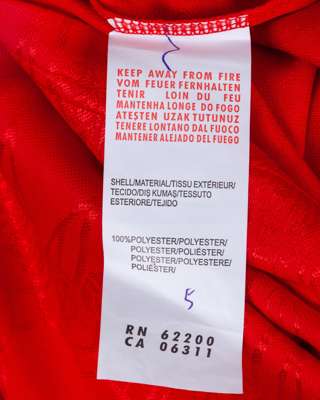 KEEP AWAY FROM FIRE
VOM FEUER FERNHALTEN
TENIR LOIN DU FEU
MANTENHA LONGE DO FOGO
ATESTEN UZAK TUTUNUZ
TENERE LONTANO DAL FUOCO
MANTENER ALEJADO DEL FUEGO
SHELL/MATERIAL/TISSU EXTÉRIEUR/
TECIDO/DIŞ KUMAŞ/TESSUTO
ESTERIORE/TEJIDO
100%POLYESTER/POLYESTER/
POLYESTER/POLIÉSTER/
POLYESTER/POLYESTERE/
POLIÉSTER/
5
RN 62200
CA 06311